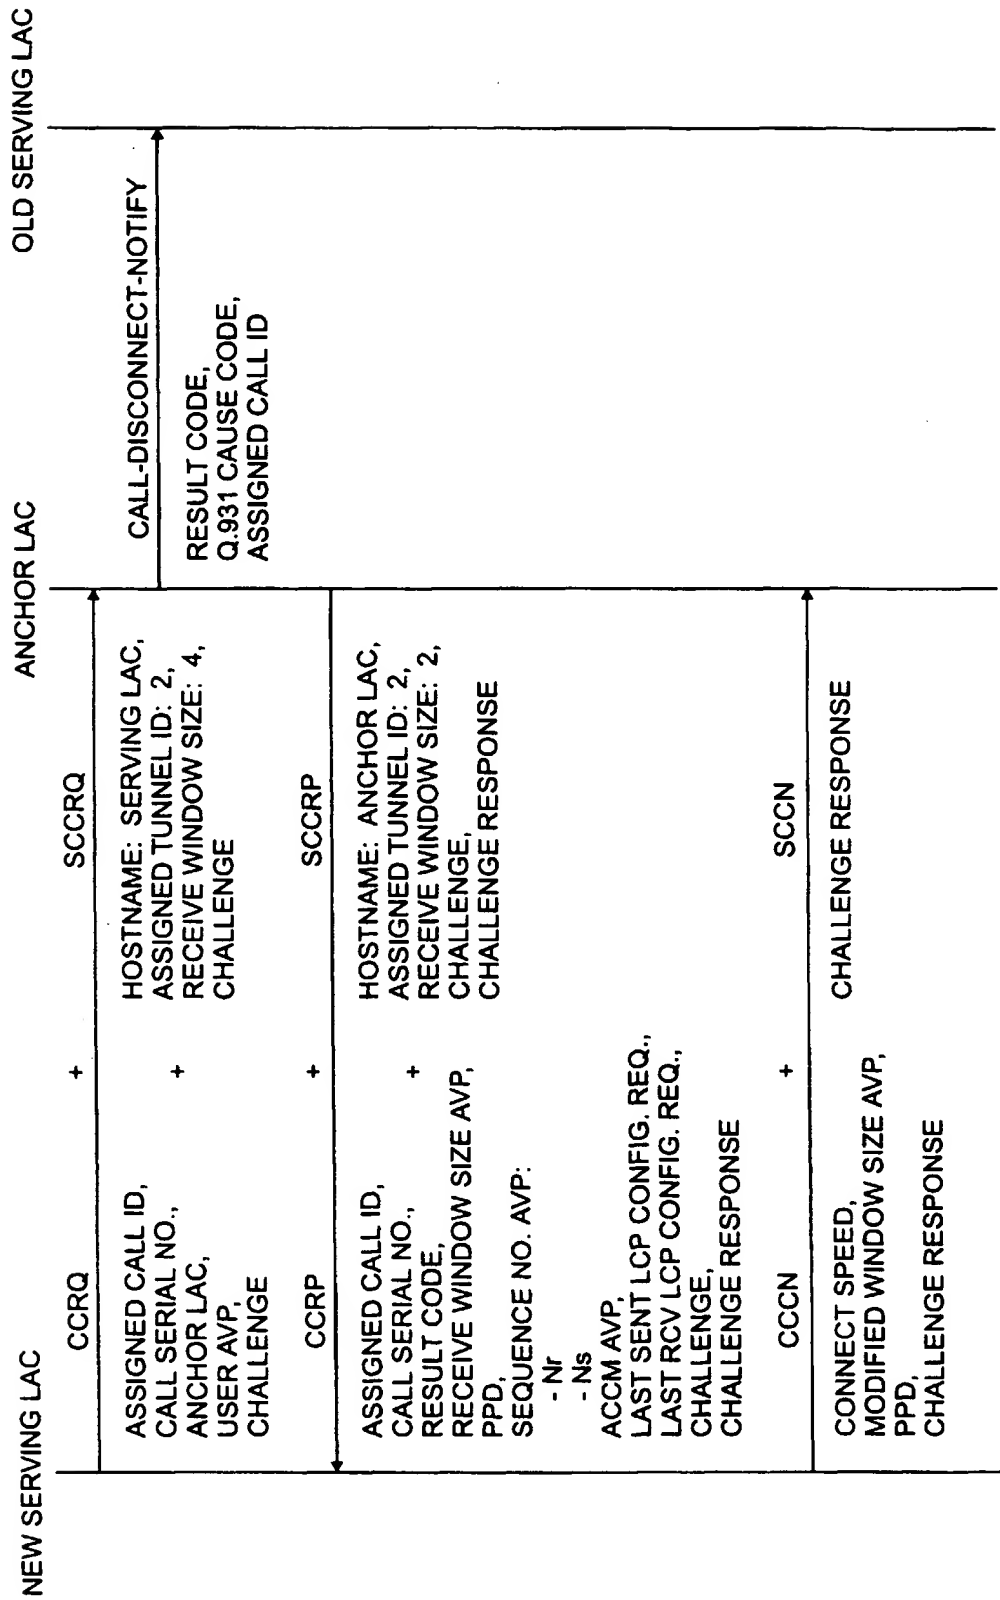 NEW SERVING LAC
ANCHOR LAC
OLD SERVING LAC
CCRQ + SCCRQ
ASSIGNED CALL ID,
CALL SERIAL NO.,
ANCHOR LAC,
USER AVP,
CHALLENGE
+
HOSTNAME: SERVING LAC,
ASSIGNED TUNNEL ID: 2,
RECEIVE WINDOW SIZE: 4,
CHALLENGE
CALL-DISCONNECT-NOTIFY
RESULT CODE,
Q.931 CAUSE CODE,
ASSIGNED CALL ID
CCRP + SCCRP
ASSIGNED CALL ID,
CALL SERIAL NO.,
RESULT CODE,
RECEIVE WINDOW SIZE AVP,
PPD,
SEQUENCE NO. AVP:
- Nr
- Ns
ACCM AVP,
LAST SENT LCP CONFIG. REQ.,
LAST RCV LCP CONFIG. REQ.,
CHALLENGE,
CHALLENGE RESPONSE
+
HOSTNAME: ANCHOR LAC,
ASSIGNED TUNNEL ID: 2,
RECEIVE WINDOW SIZE: 2,
CHALLENGE,
CHALLENGE RESPONSE
CCCN + SCCN
CONNECT SPEED,
MODIFIED WINDOW SIZE AVP,
PPD,
CHALLENGE RESPONSE
CHALLENGE RESPONSE